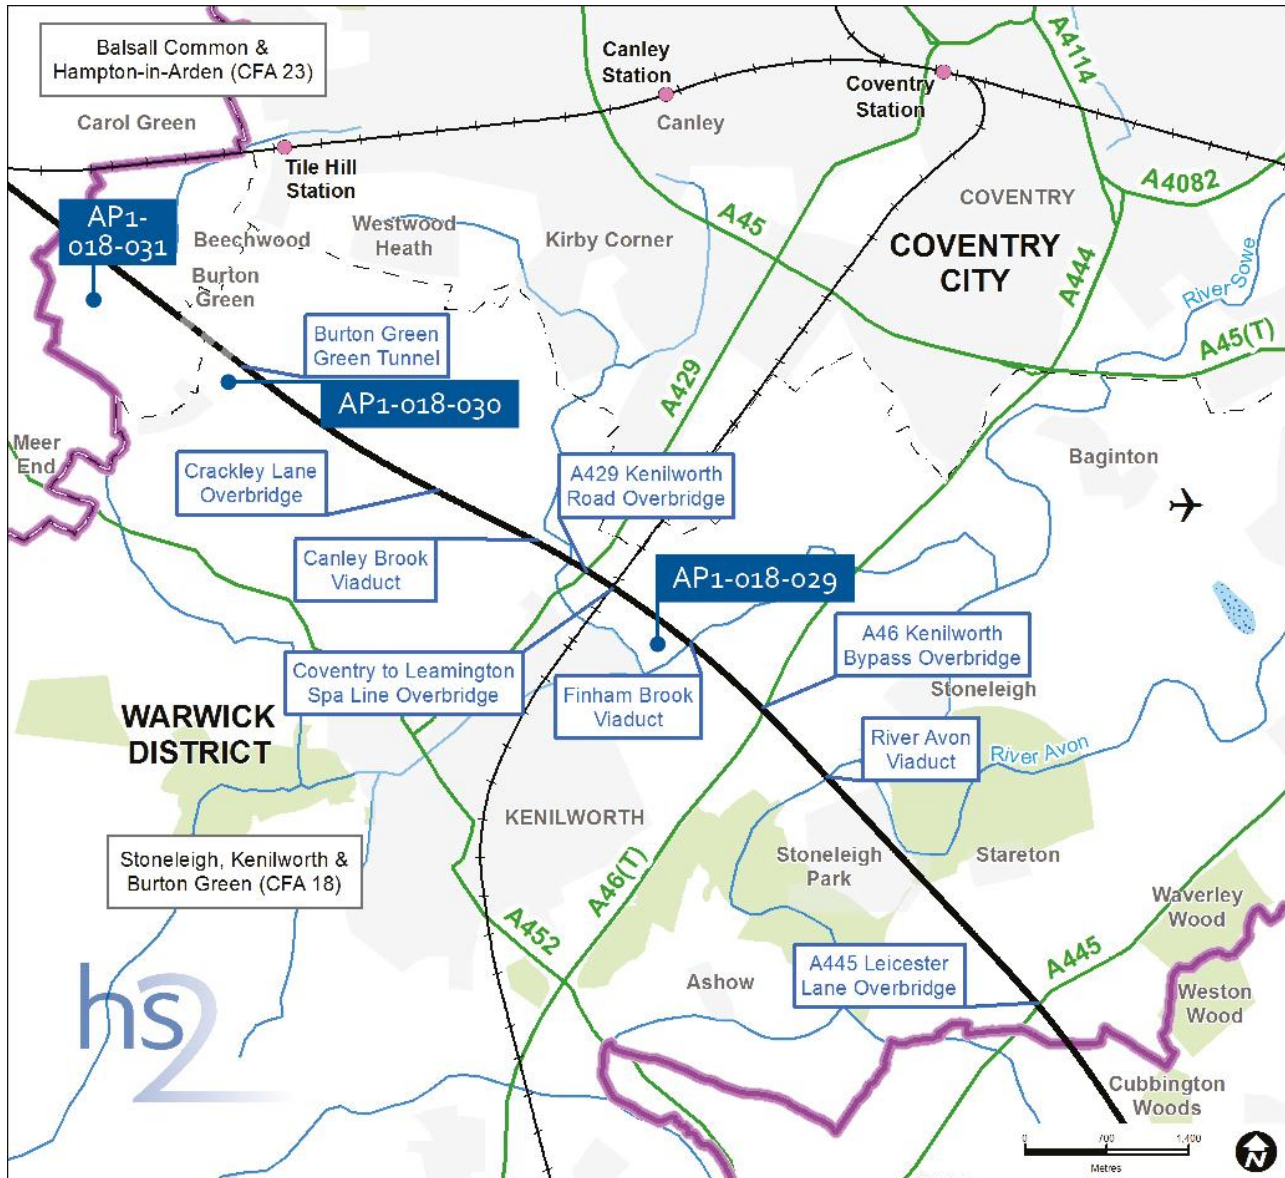 Balsall Common &
Hampton-in-Arden (CFA 23)
Carol Green
Canley
Station
Canley
Coventry
Station
A4114
A4082
Tile Hill
Station
AP1-
018-031
Beechwood
Westwood
Heath
Kirby Corner
A45
COVENTRY
COVENTRY
CITY
A444
River Sowe
A45(T)
Burton
Green
Burton Green
Green Tunnel
A429
AP1-018-030
Meer
End
Crackley Lane
Overbridge
A429 Kenilworth
Road Overbridge
Baginton
Canley Brook
Viaduct
AP1-018-029
A46 Kenilworth
Bypass Overbridge
Coventry to Leamington
Spa Line Overbridge
Finham Brook
Viaduct
Stoneleigh
WARWICK
DISTRICT
River Avon
Viaduct
River Avon
KENILWORTH
Stoneleigh
Park
Stareton
Stoneleigh, Kenilworth &
Burton Green (CFA 18)
A46(T)
A452
Waverley
Wood
A445 Leicester
Lane Overbridge
A445
Ashow
Weston
Wood
hs2
Cubbington
Woods
0 700 1,400
Metres
N